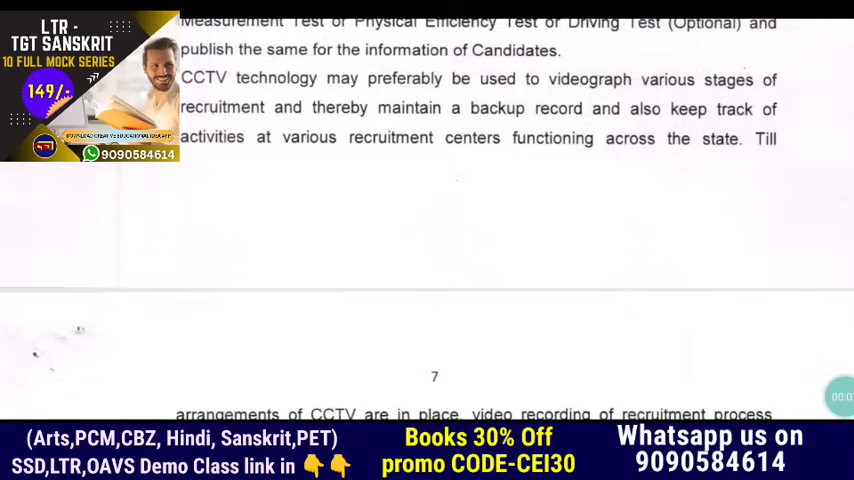 LTR -
TGT SANSKRIT
10 FULL MOCK SERIES
149/-
DOWNLOAD CREATIVE EDUCATIONAL IDEA APP
9090584614
Measurement Test or Physical Efficiency Test or Driving Test (Optional) and
publish the same for the information of Candidates.
CCTV technology may preferably be used to videograph various stages of
recruitment and thereby maintain a backup record and also keep track of
activities at various recruitment centers functioning across the state. Till
7
arrangements of CCTV are in place, video recording of recruitment process
(Arts,PCM,CBZ, Hindi, Sanskrit,PET)
SSD,LTR,OAVS Demo Class link in 👇👇
Books 30% Off
promo CODE-CEI30
Whatsapp us on
9090584614